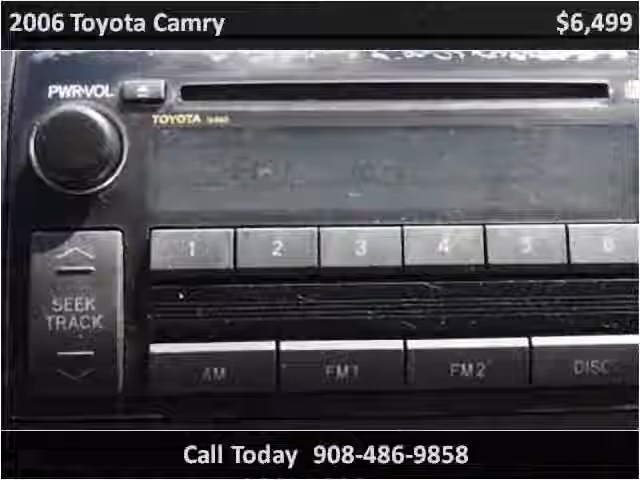 2006 Toyota Camry $6,499
PWR·VOL
TOYOTA
1 2 3 4 5 6
SEEK
TRACK
AM FM1 FM2 DISC
Call Today 908-486-9858